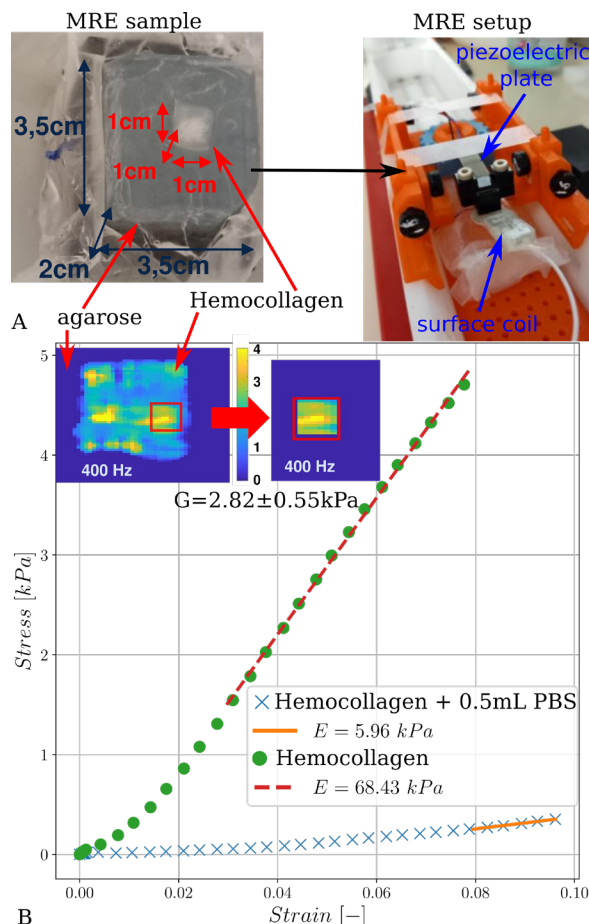 MRE sample
MRE setup
piezoelectric
plate
3,5cm
1cm
1cm
1cm
2cm
3,5cm
agarose
Hemocollagen
surface coil
A
5
4
3
2
1
0
4
3
1
0
400 Hz
400 Hz
G=2.82±0.55kPa
Stress [kPa]
Hemocollagen + 0.5mL PBS
E = 5.96 kPa
Hemocollagen
E = 68.43 kPa
0.00
0.02
0.04
0.06
0.08
0.10
Strain [−]
B